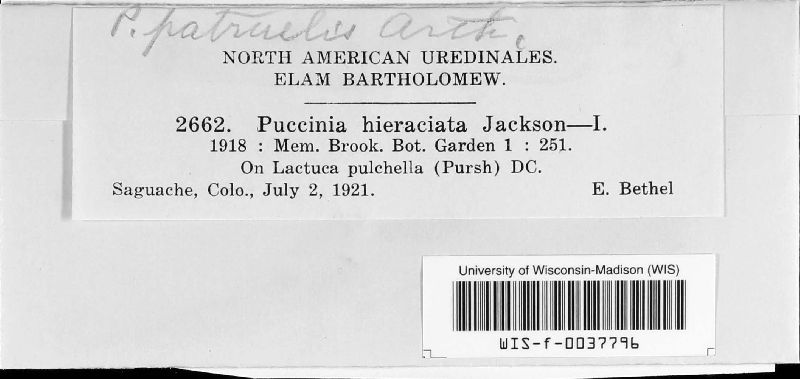 P. patruelis Arth.
NORTH AMERICAN UREDINALES.
ELAM BARTHOLOMEW.
2662. Puccinia hieraciata Jackson—I.
1918 : Mem. Brook. Bot. Garden 1 : 251.
On Lactuca pulchella (Pursh) DC.
Saguache, Colo., July 2, 1921. E. Bethel
University of Wisconsin-Madison (WIS)
WIS-f-0037796